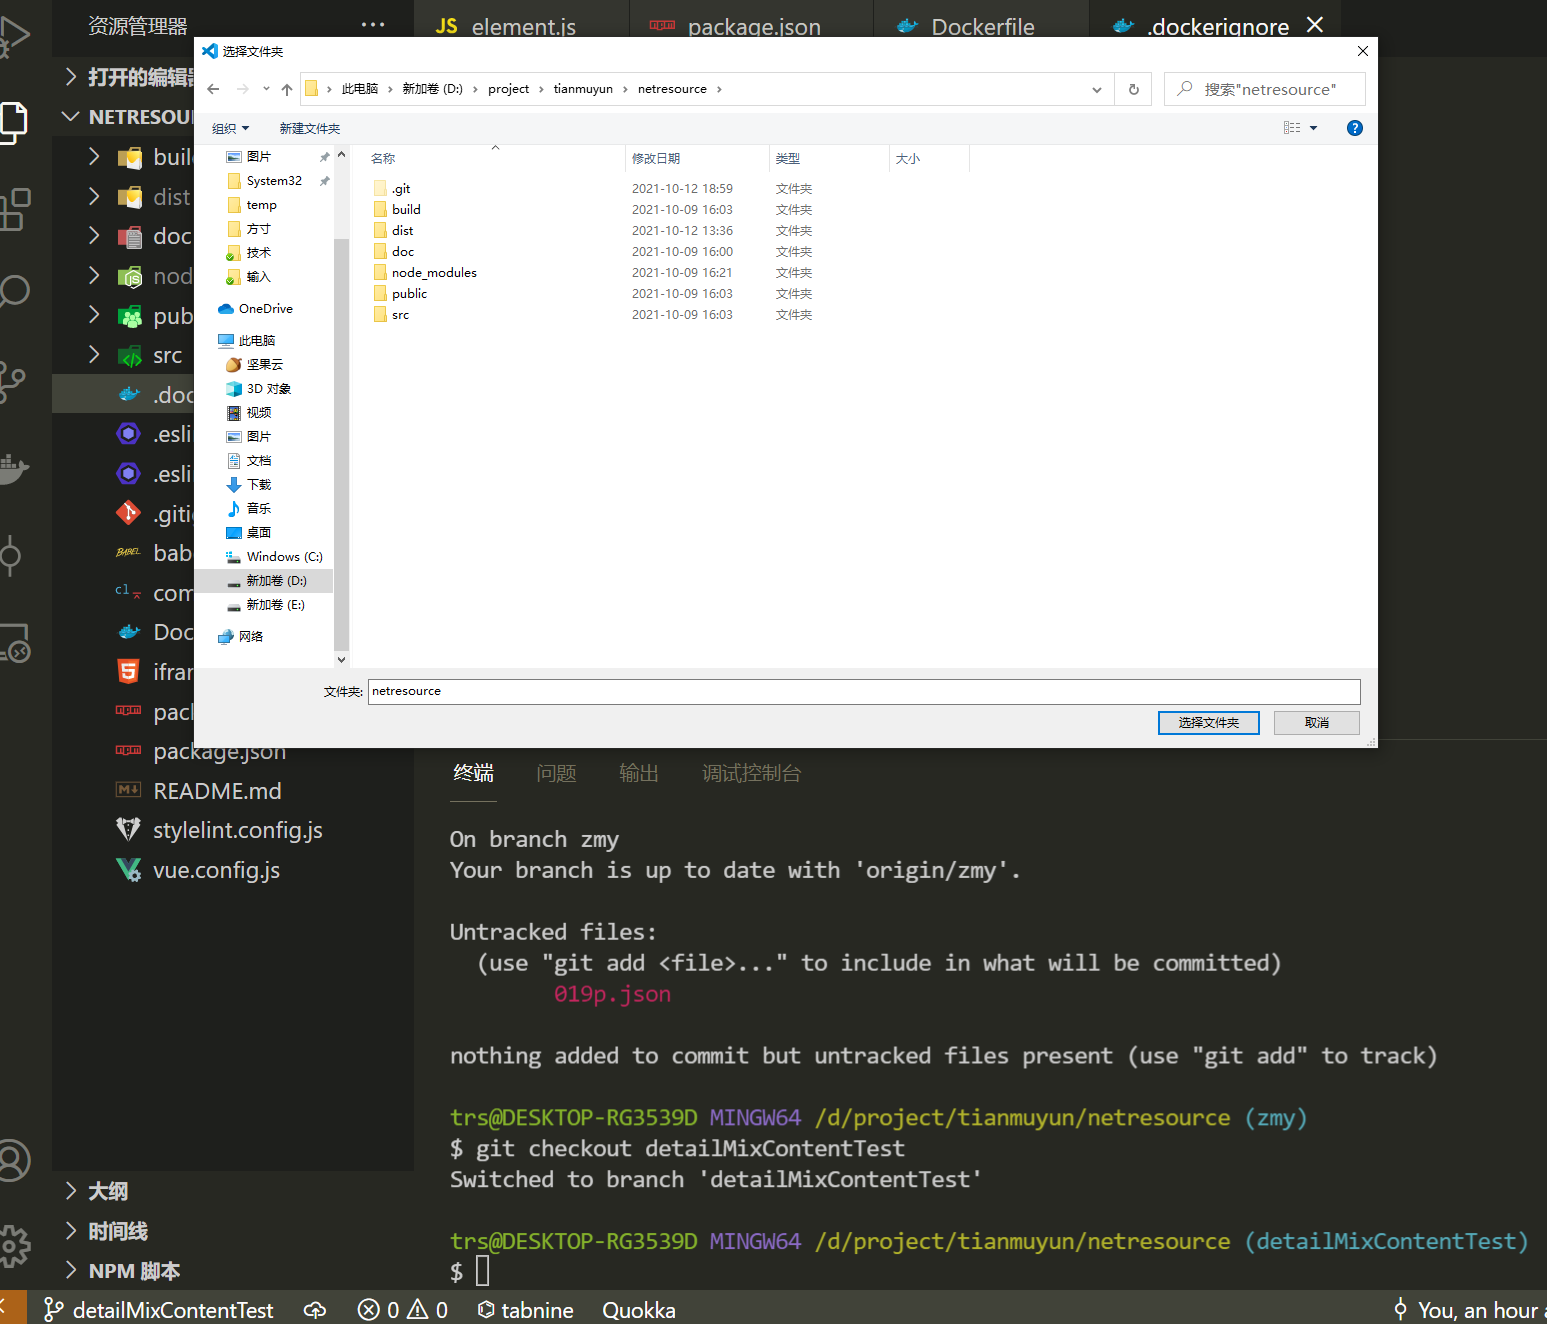 资源管理器
JS element.js
package.json
Dockerfile
.dockerignore
选择文件夹
此电脑 新加卷 (D:) project tianmuyun netresource
搜索"netresource"
组织 新建文件夹
名称 修改日期 类型 大小
.git 2021-10-12 18:59 文件夹
build 2021-10-09 16:03 文件夹
dist 2021-10-12 13:36 文件夹
doc 2021-10-09 16:00 文件夹
node_modules 2021-10-09 16:21 文件夹
public 2021-10-09 16:03 文件夹
src 2021-10-09 16:03 文件夹
图片
System32
temp
方寸
技术
输入
OneDrive
此电脑
坚果云
3D 对象
视频
图片
文档
下载
音乐
桌面
Windows (C:)
新加卷 (D:)
新加卷 (E:)
网络
文件夹: netresource
选择文件夹 取消
打开的编辑
NETRESOU
buil
dist
doc
nod
pub
src
.doc
.esli
.esli
.giti
BABEL bab
cl com
Doc
5 ifrar
pack
package.json
M README.md
stylelint.config.js
vue.config.js
大纲
时间线
NPM 脚本
终端 问题 输出 调试控制台
On branch zmy
Your branch is up to date with 'origin/zmy'.
Untracked files:
(use "git add <file>..." to include in what will be committed)
019p.json
nothing added to commit but untracked files present (use "git add" to track)
trs@DESKTOP-RG3539D MINGW64 /d/project/tianmuyun/netresource (zmy)
$ git checkout detailMixContentTest
Switched to branch 'detailMixContentTest'
trs@DESKTOP-RG3539D MINGW64 /d/project/tianmuyun/netresource (detailMixContentTest)
$
detailMixContentTest 0 0 tabnine Quokka You, an hour